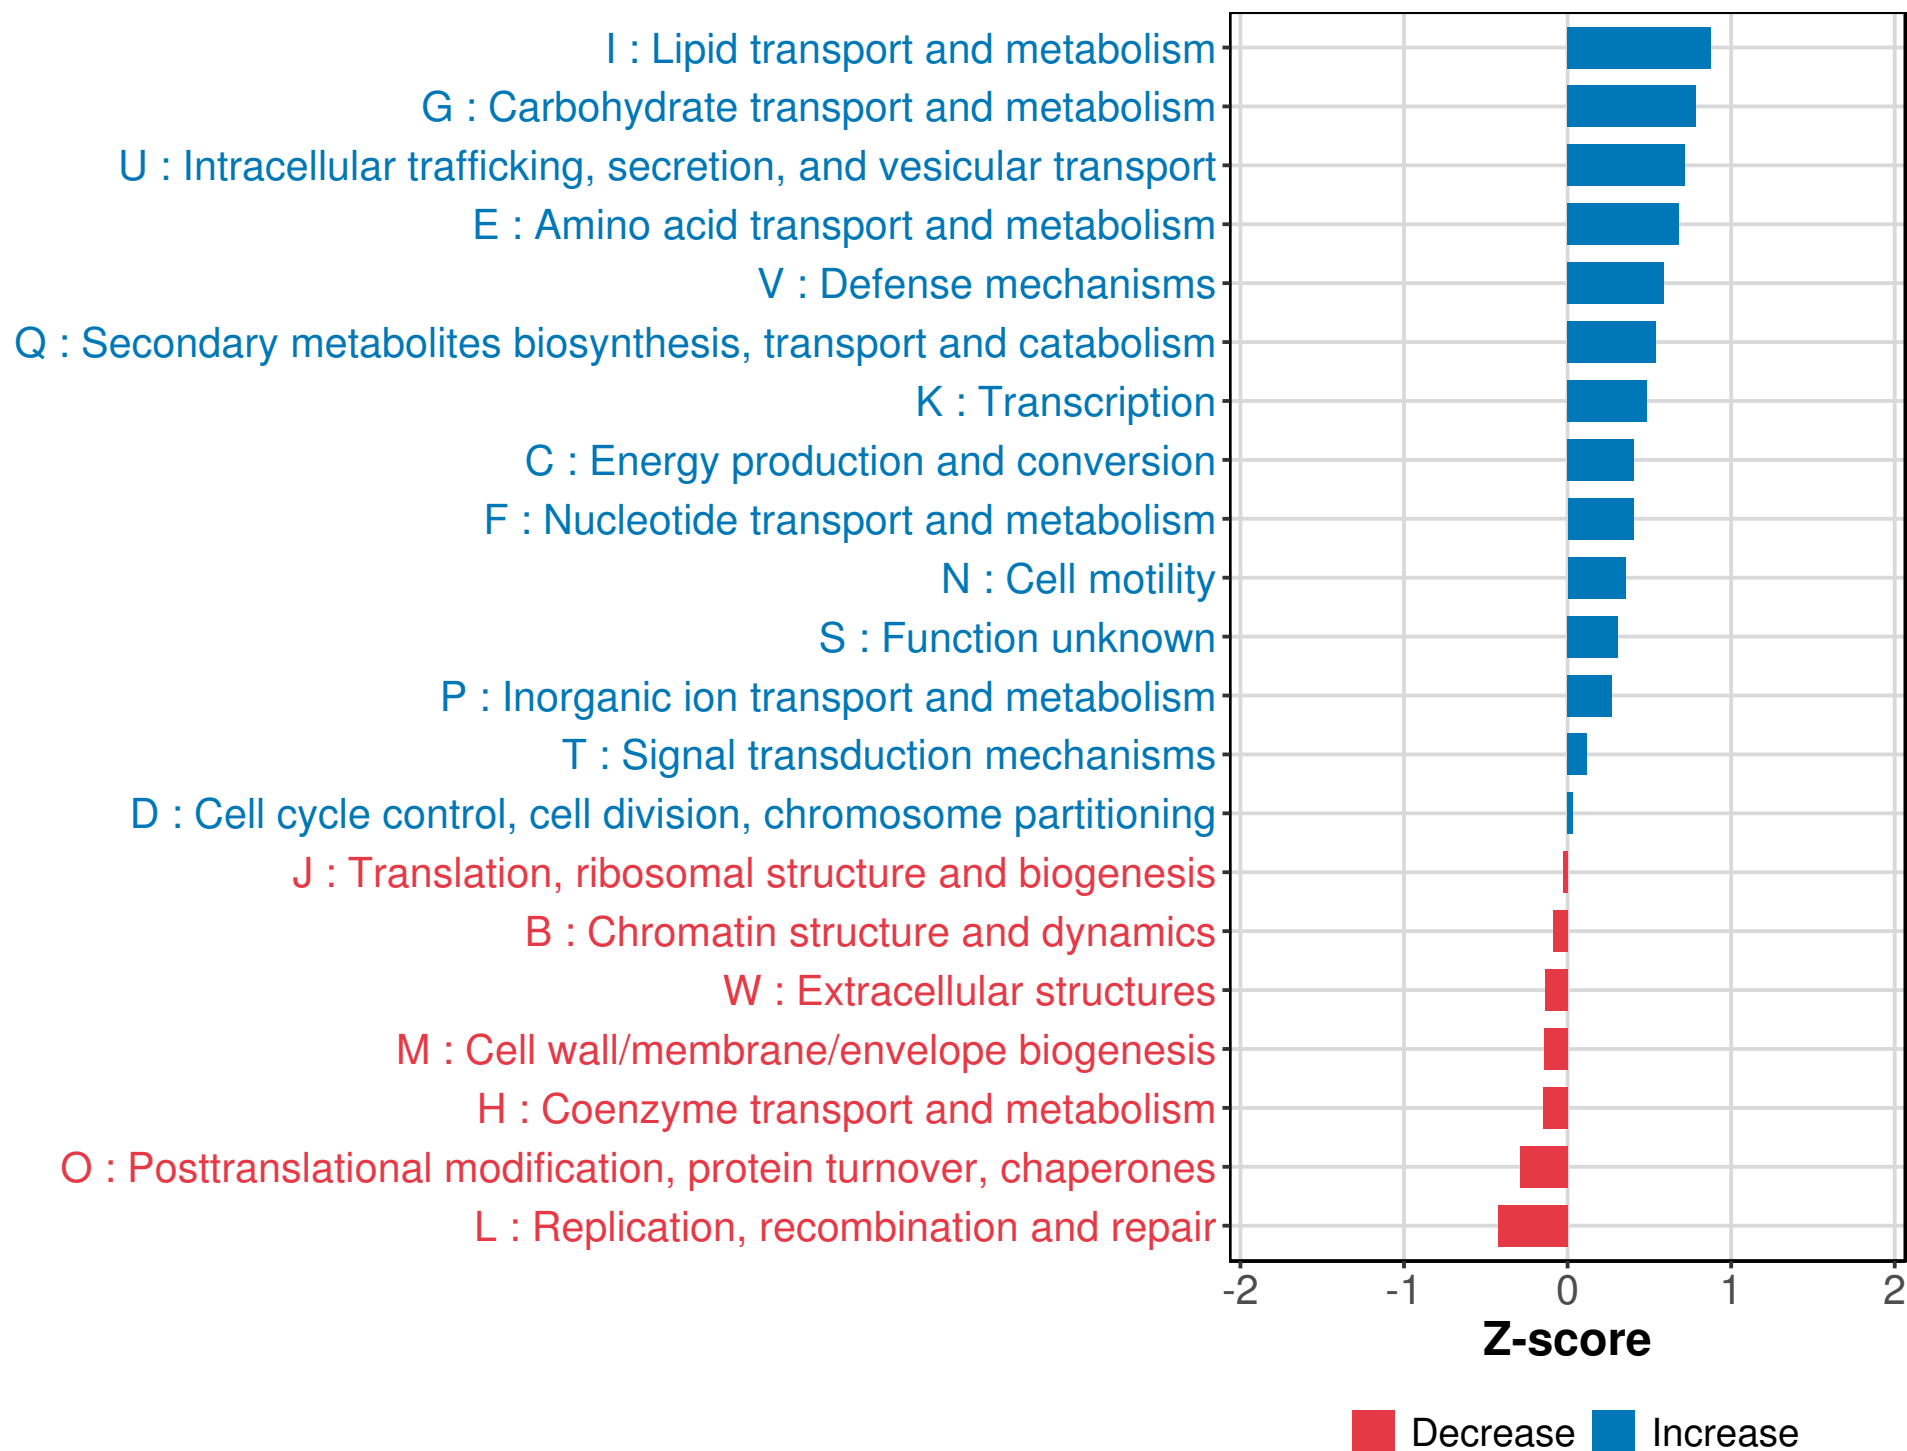 I : Lipid transport and metabolism
G : Carbohydrate transport and metabolism
U : Intracellular trafficking, secretion, and vesicular transport
E : Amino acid transport and metabolism
V : Defense mechanisms
Q : Secondary metabolites biosynthesis, transport and catabolism
K : Transcription
C : Energy production and conversion
F : Nucleotide transport and metabolism
N : Cell motility
S : Function unknown
P : Inorganic ion transport and metabolism
T : Signal transduction mechanisms
D : Cell cycle control, cell division, chromosome partitioning
J : Translation, ribosomal structure and biogenesis
B : Chromatin structure and dynamics
W : Extracellular structures
M : Cell wall/membrane/envelope biogenesis
H : Coenzyme transport and metabolism
O : Posttranslational modification, protein turnover, chaperones
L : Replication, recombination and repair
-2 -1 0 1 2
Z-score
Decrease Increase